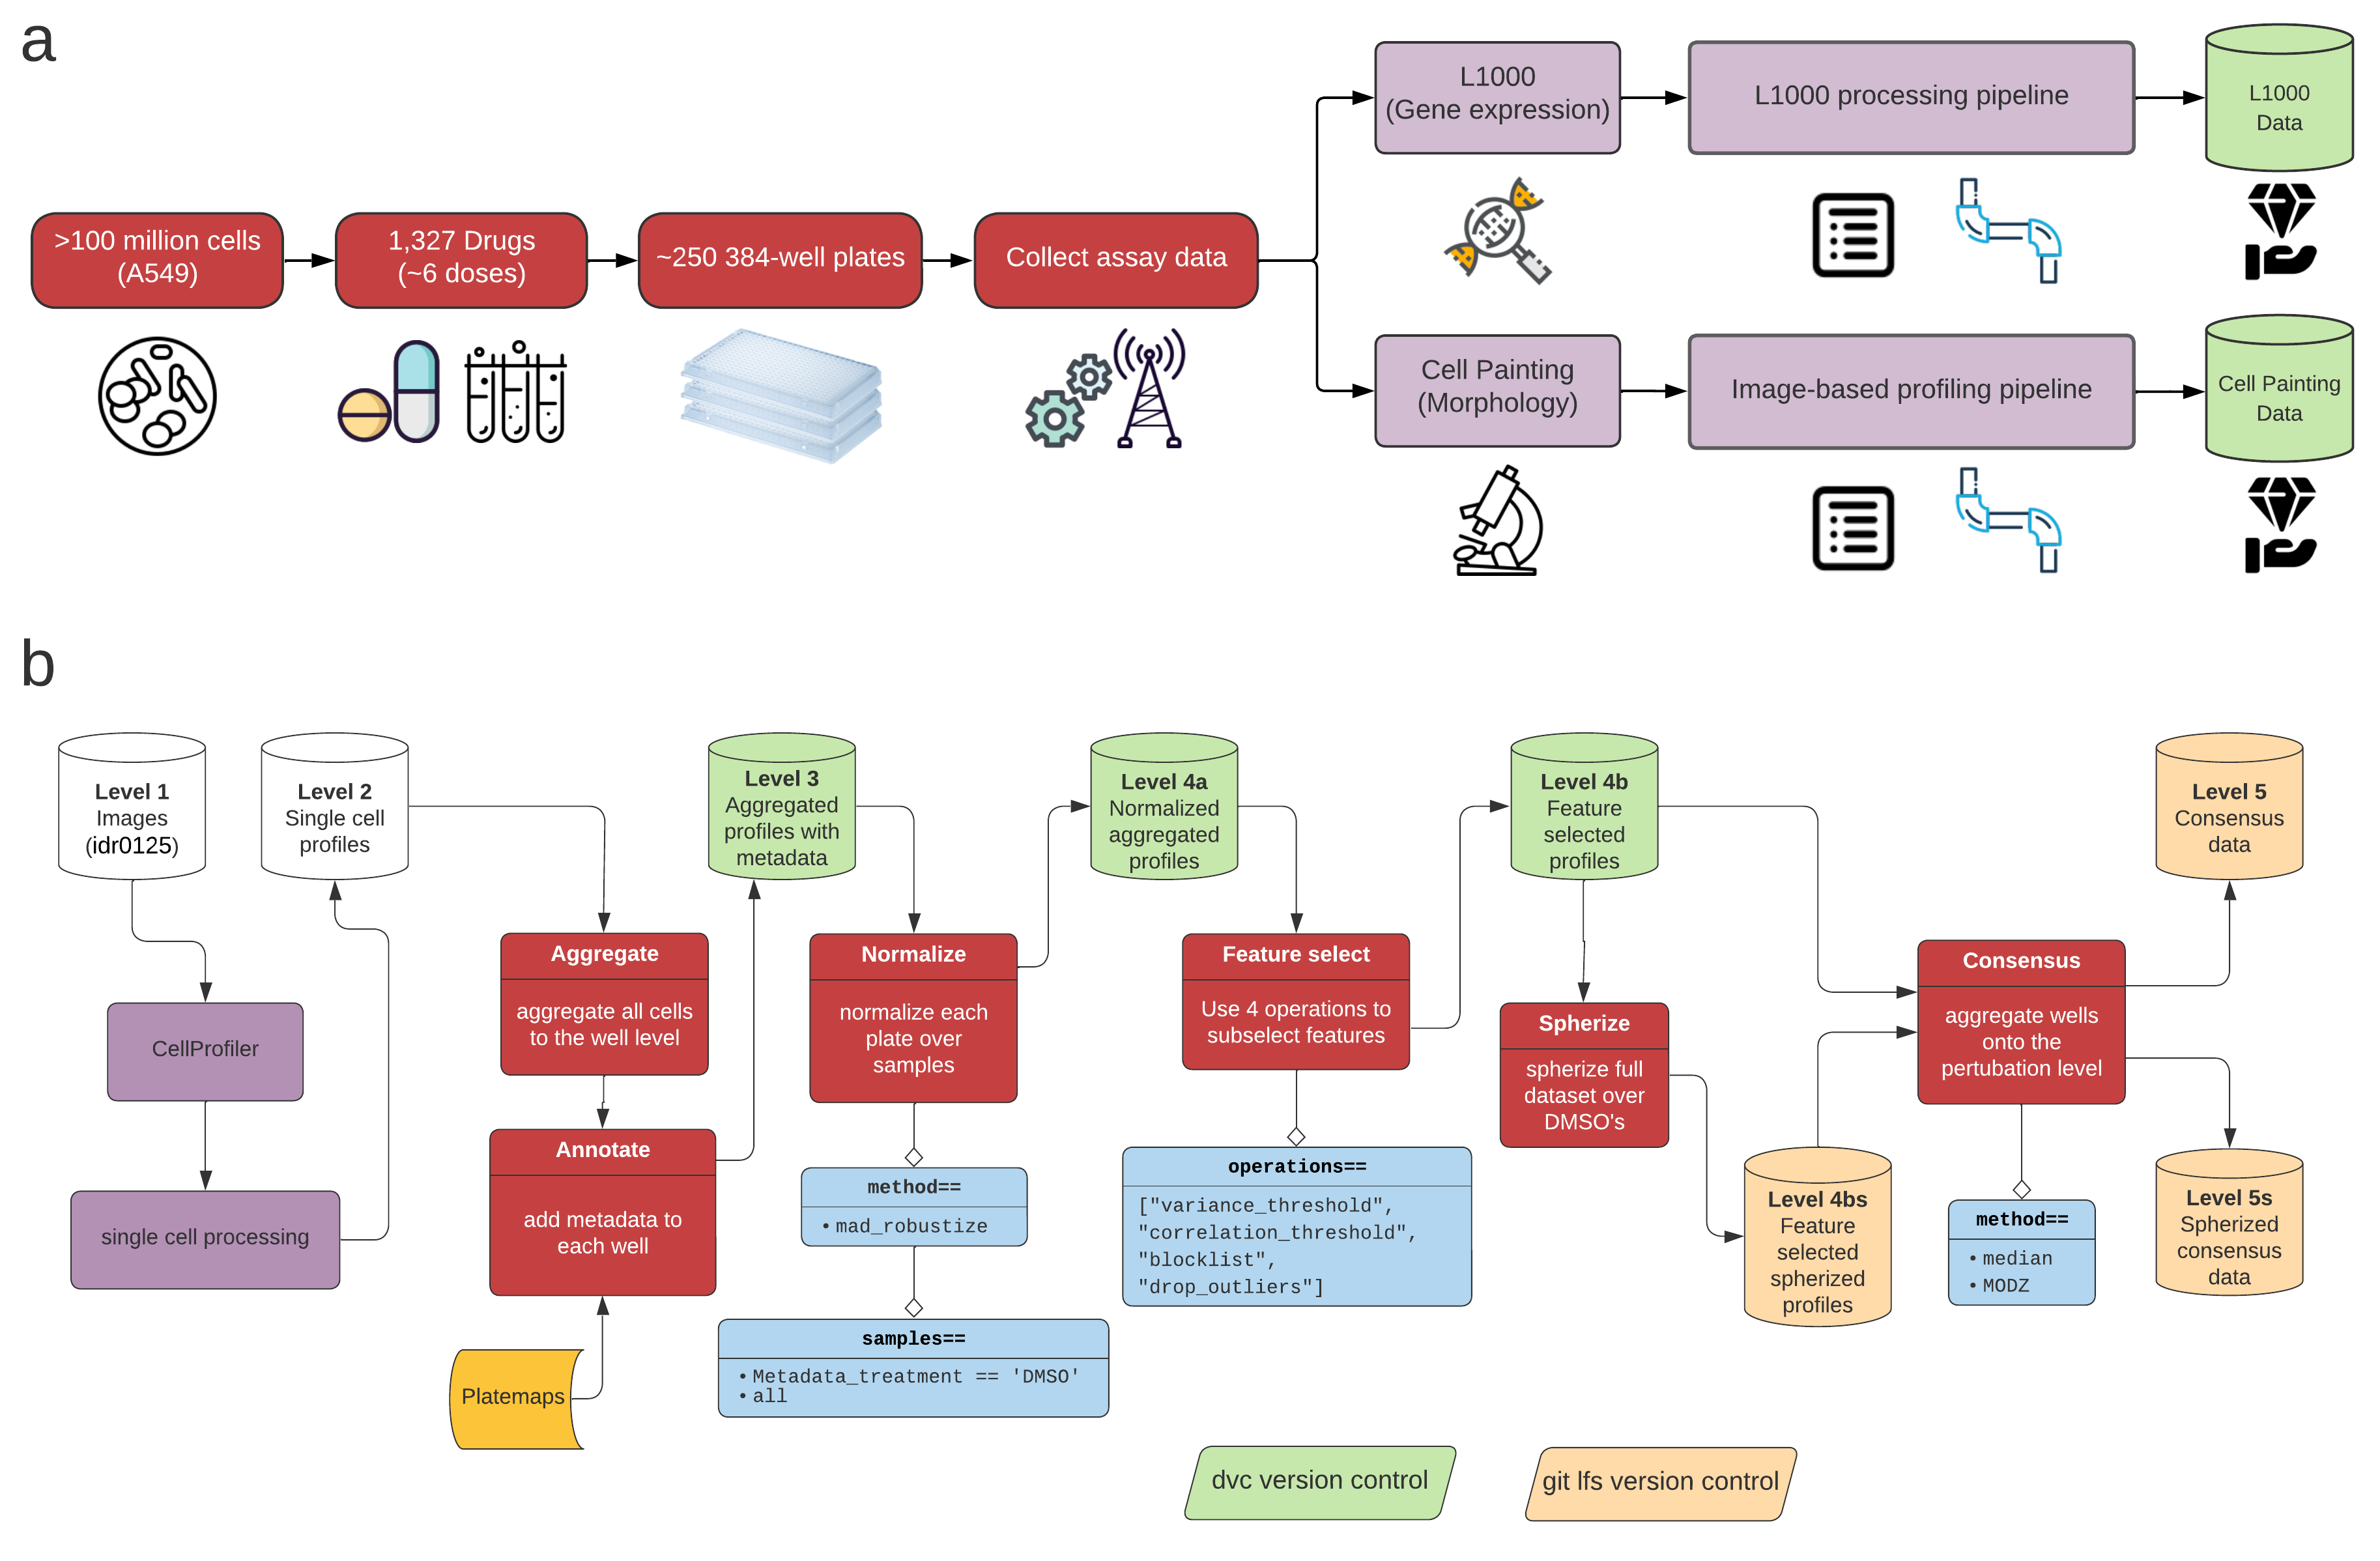 a
>100 million cells
(A549)
1,327 Drugs
(~6 doses)
~250 384-well plates
Collect assay data
L1000
(Gene expression)
L1000 processing pipeline
L1000
Data
Cell Painting
(Morphology)
Image-based profiling pipeline
Cell Painting
Data
b
Level 1
Images
(idr0125)
CellProfiler
single cell processing
Level 2
Single cell
profiles
Aggregate
aggregate all cells
to the well level
Annotate
add metadata to
each well
Platemaps
Level 3
Aggregated
profiles with
metadata
Normalize
normalize each
plate over
samples
method==
• mad_robustize
samples==
• Metadata_treatment == 'DMSO'
• all
Level 4a
Normalized
aggregated
profiles
Feature select
Use 4 operations to
subselect features
operations==
["variance_threshold",
"correlation_threshold",
"blocklist",
"drop_outliers"]
Level 4b
Feature
selected
profiles
Spherize
spherize full
dataset over
DMSO's
Level 4bs
Feature
selected
spherized
profiles
Consensus
aggregate wells
onto the
pertubation level
method==
• median
• MODZ
Level 5
Consensus
data
Level 5s
Spherized
consensus
data
dvc version control
git lfs version control